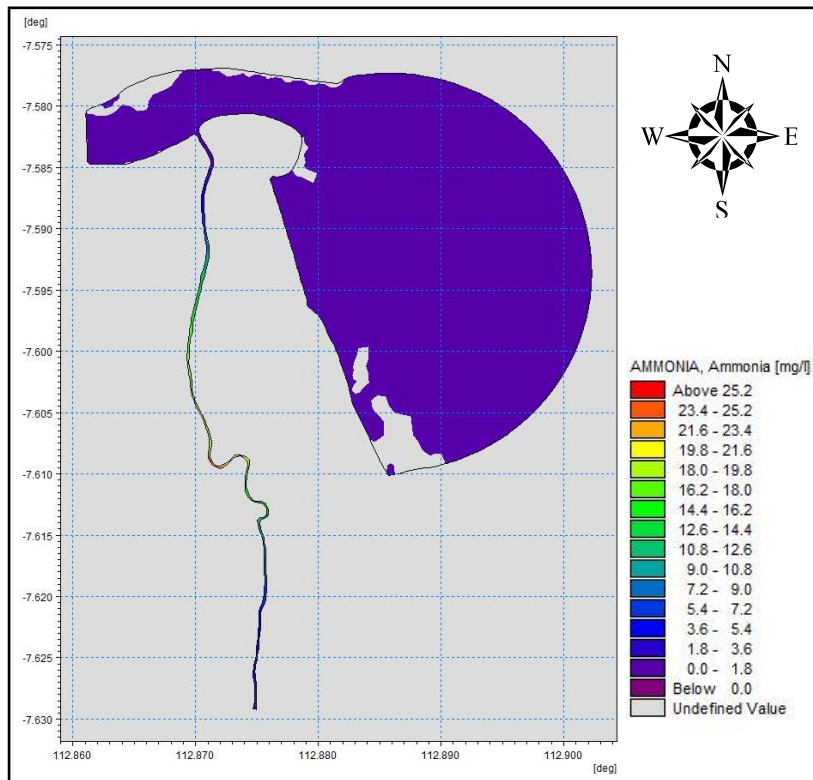 [deg]
-7.575
-7.580
-7.585
-7.590
-7.595
-7.600
-7.605
-7.610
-7.615
-7.620
-7.625
-7.630
112.860 112.870 112.880 112.890 112.900
[deg]
N
W E
S
AMMONIA, Ammonia [mg/l]
Above 25.2
23.4 - 25.2
21.6 - 23.4
19.8 - 21.6
18.0 - 19.8
16.2 - 18.0
14.4 - 16.2
12.6 - 14.4
10.8 - 12.6
9.0 - 10.8
7.2 - 9.0
5.4 - 7.2
3.6 - 5.4
1.8 - 3.6
0.0 - 1.8
Below 0.0
Undefined Value